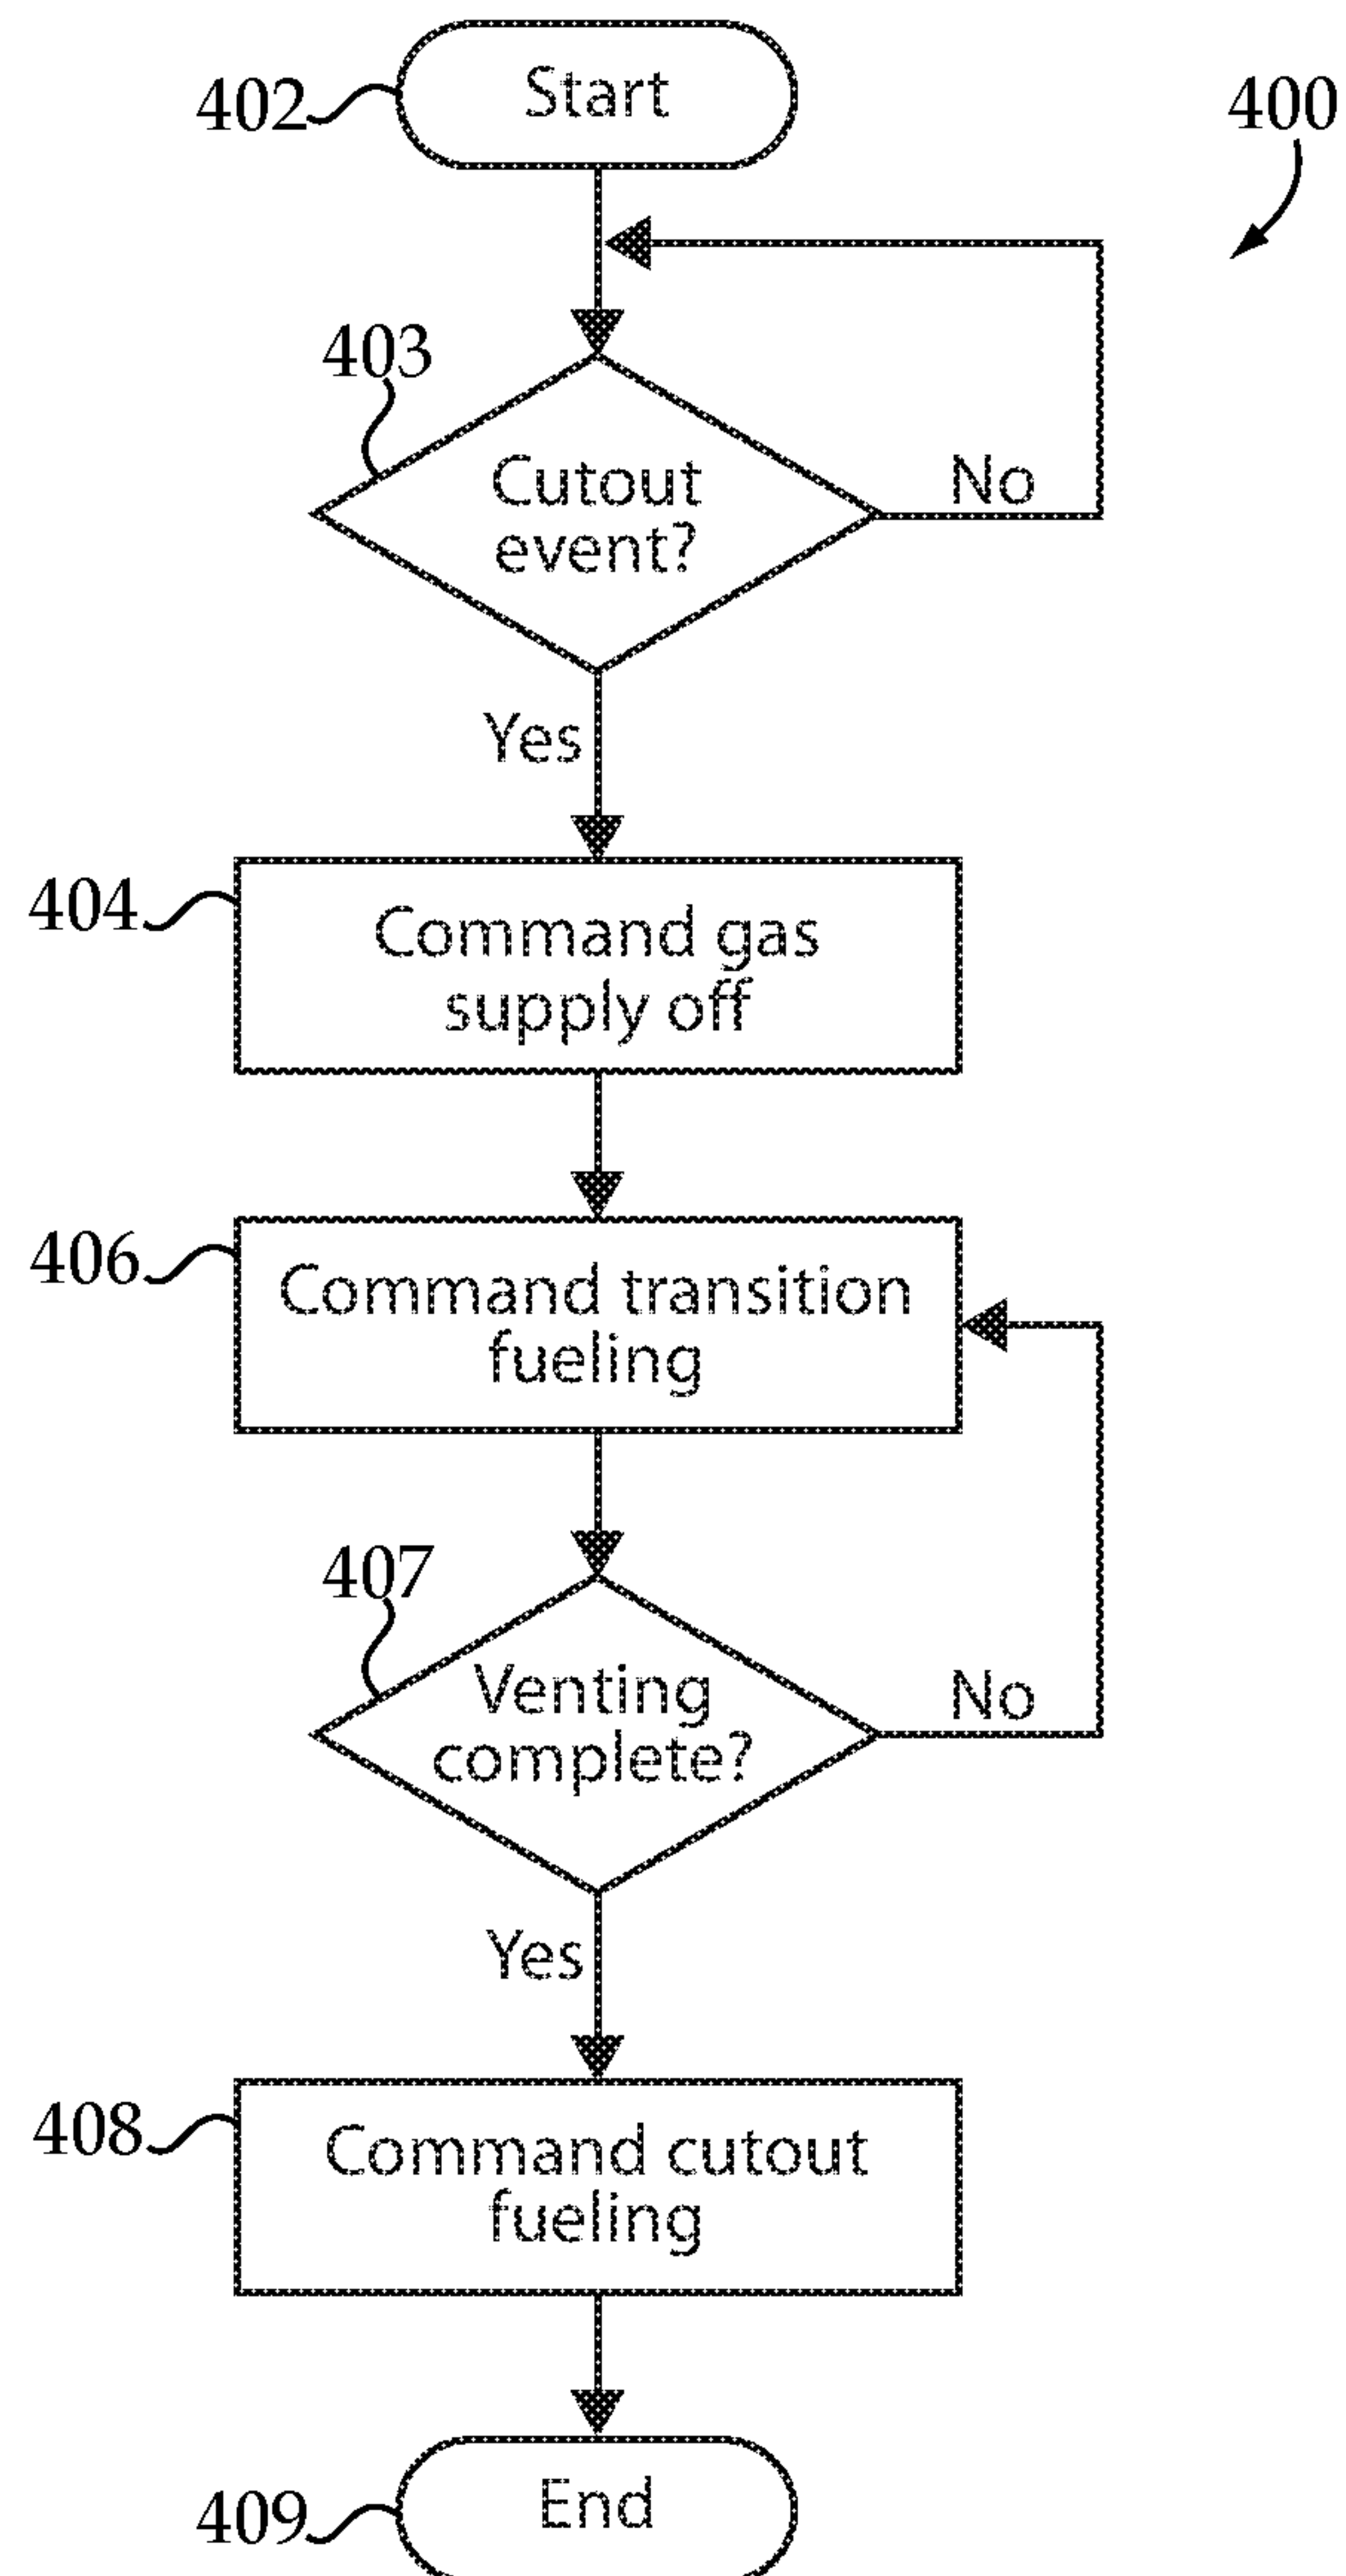 402
Start
400
403
Cutout
event?
No
Yes
404
Command gas
supply off
406
Command transition
fueling
407
Venting
complete?
No
Yes
408
Command cutout
fueling
409
End